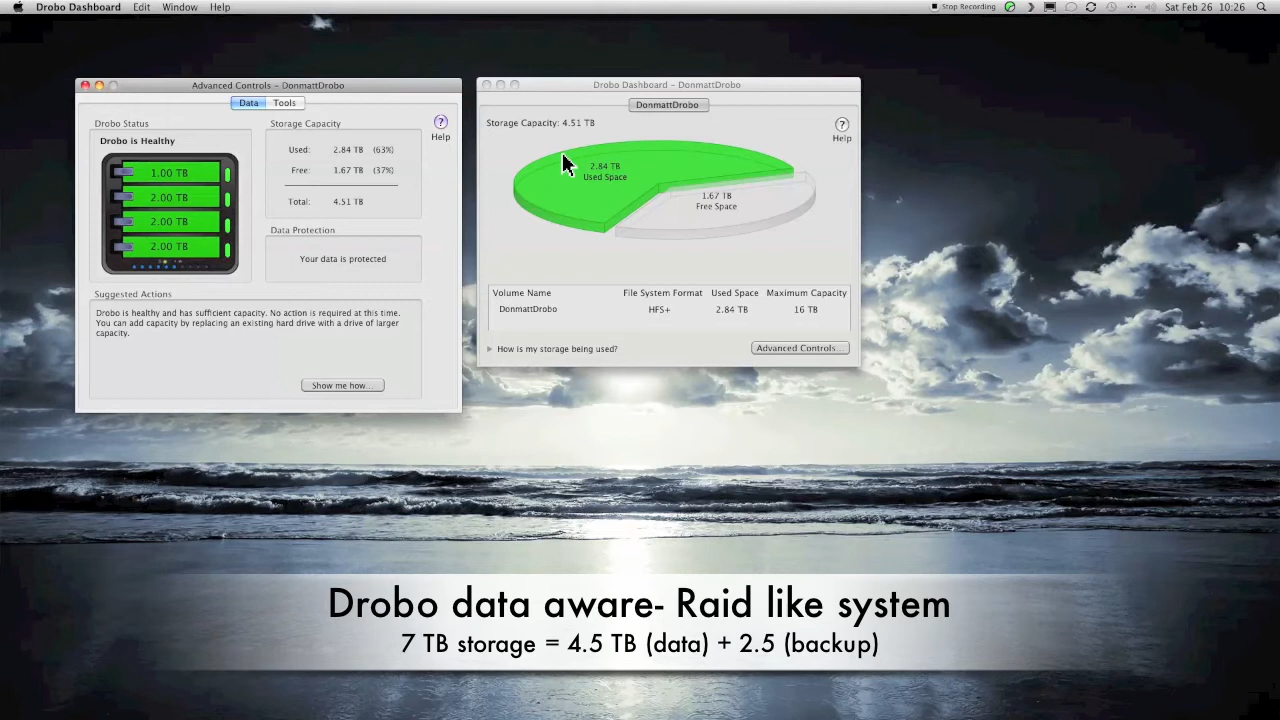 Drobo Dashboard Edit Window Help
Stop Recording Sat Feb 26 10:26
Advanced Controls - DonmattDrobo
Data Tools
Drobo Status
Drobo is Healthy
1.00 TB
2.00 TB
2.00 TB
2.00 TB
Storage Capacity
Used: 2.84 TB (63%)
Free: 1.67 TB (37%)
Total: 4.51 TB
? Help
Data Protection
Your data is protected
Suggested Actions
Drobo is healthy and has sufficient capacity. No action is required at this time.
You can add capacity by replacing an existing hard drive with a drive of larger
capacity.
Show me how...
Drobo Dashboard - DonmattDrobo
DonmattDrobo
Storage Capacity: 4.51 TB
? Help
2.84 TB
Used Space
1.67 TB
Free Space
Volume Name File System Format Used Space Maximum Capacity
DonmattDrobo HFS+ 2.84 TB 16 TB
How is my storage being used?
Advanced Controls...
Drobo data aware- Raid like system
7 TB storage = 4.5 TB (data) + 2.5 (backup)